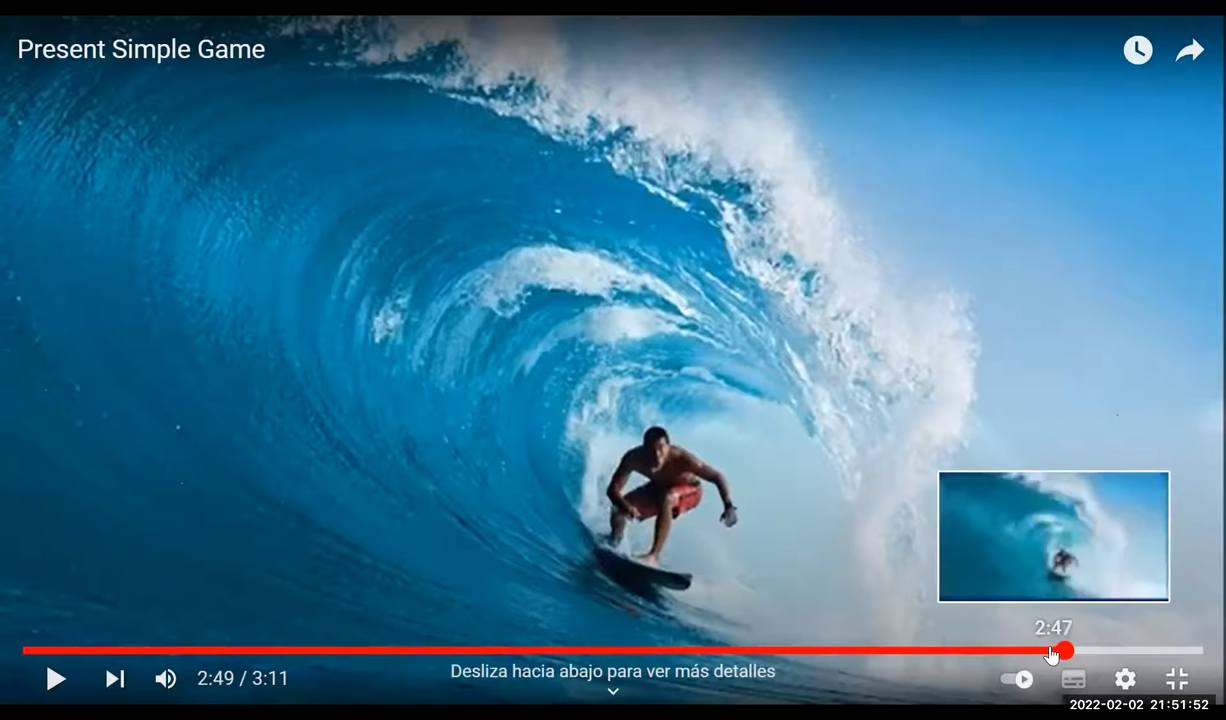 Present Simple Game
2:47
2:49 / 3:11
Desliza hacia abajo para ver más detalles
2022-02-02 21:51:52